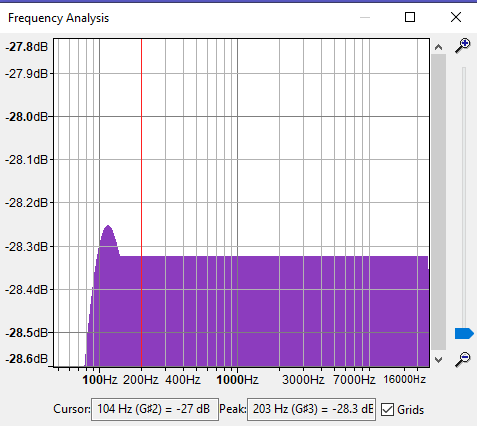 Frequency Analysis
-27.8dB
-27.9dB
-28.0dB
-28.1dB
-28.2dB
-28.3dB
-28.4dB
-28.5dB
-28.6dB
100Hz 200Hz 400Hz 1000Hz 3000Hz 7000Hz 16000Hz
Cursor: 104 Hz (G♯2) = -27 dB Peak: 203 Hz (G♯3) = -28.3 dB Grids